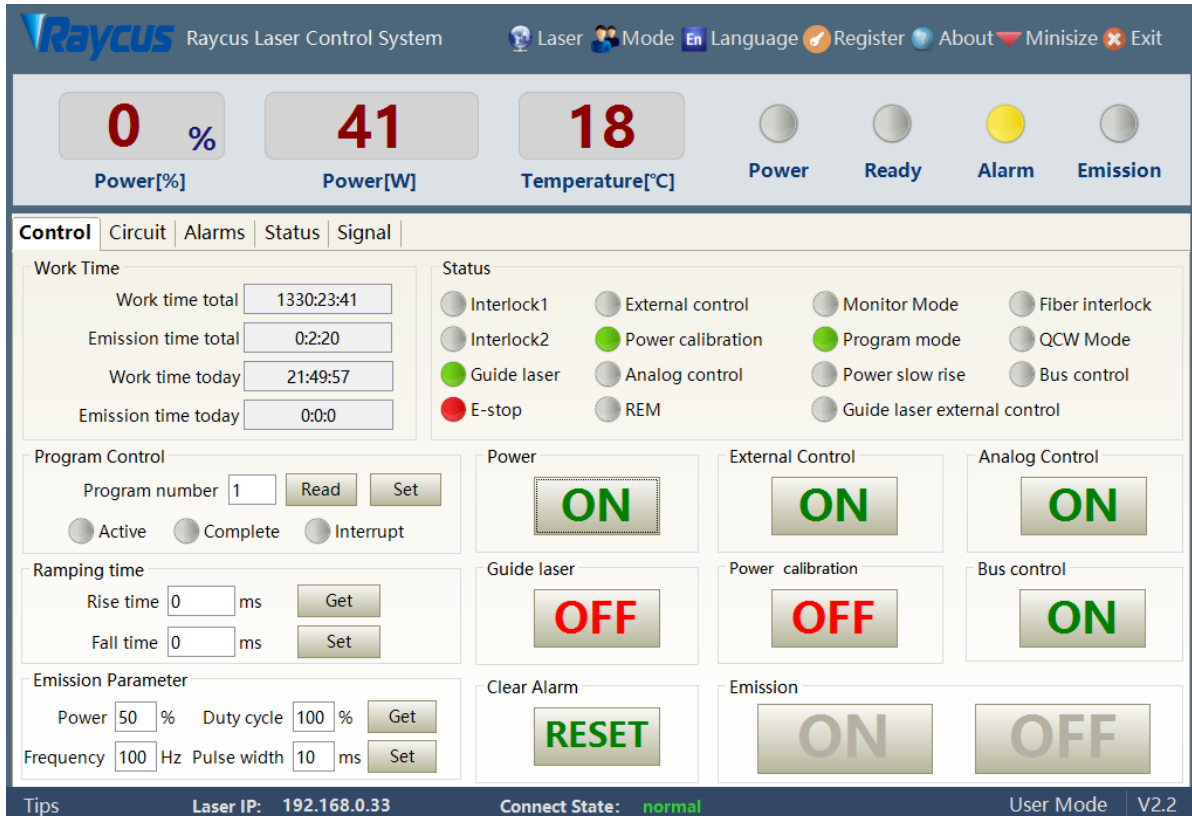 Raycus Raycus Laser Control System Laser Mode En Language Register About Minisize Exit
0 % 41 18
Power[%] Power[W] Temperature[℃] Power Ready Alarm Emission
Control Circuit Alarms Status Signal
Work Time
Work time total 1330:23:41
Emission time total 0:2:20
Work time today 21:49:57
Emission time today 0:0:0
Status
Interlock1 External control Monitor Mode Fiber interlock
Interlock2 Power calibration Program mode QCW Mode
Guide laser Analog control Power slow rise Bus control
E-stop REM Guide laser external control
Program Control
Program number 1 Read Set
Active Complete Interrupt
Power
ON
External Control
ON
Analog Control
ON
Ramping time
Rise time 0 ms Get
Fall time 0 ms Set
Guide laser
OFF
Power calibration
OFF
Bus control
ON
Emission Parameter
Power 50 % Duty cycle 100 % Get
Frequency 100 Hz Pulse width 10 ms Set
Clear Alarm
RESET
Emission
ON OFF
Tips Laser IP: 192.168.0.33 Connect State: normal User Mode V2.2